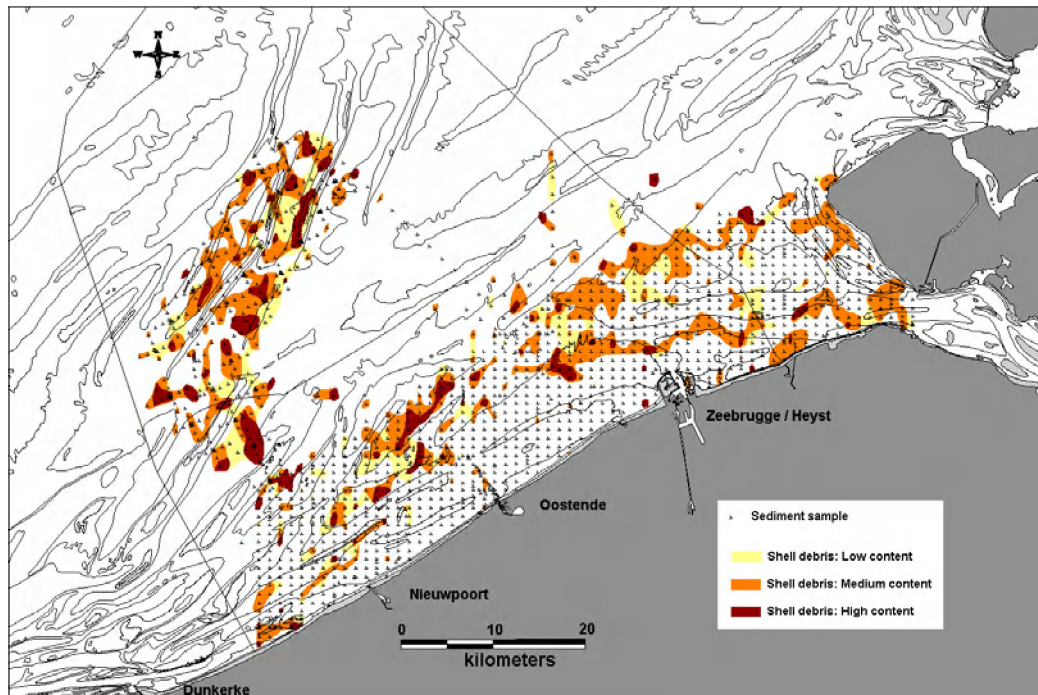 N
W E
S
Zeebrugge / Heyst
Oostende
Nieuwpoort
Dunkerke
Sediment sample
Shell debris: Low content
Shell debris: Medium content
Shell debris: High content
0 10 20
kilometers